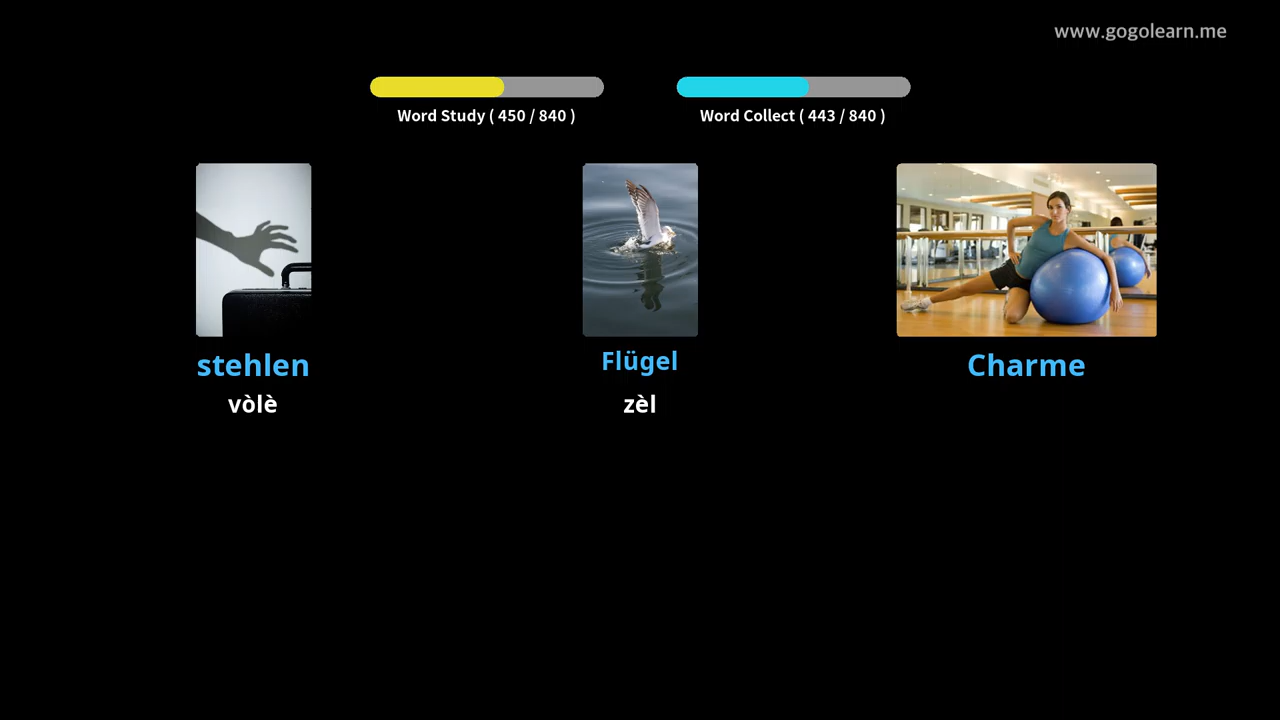 www.gogolearn.me
Word Study ( 450 / 840 )
Word Collect ( 443 / 840 )
stehlen
Flügel
Charme
vòlè
zèl